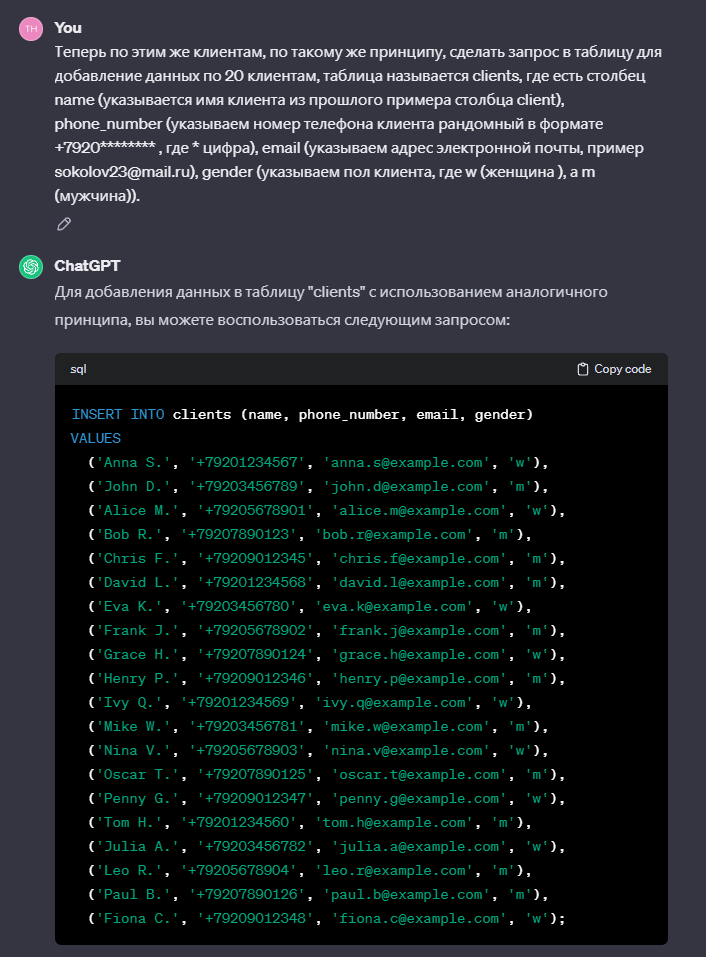 TH You
Теперь по этим же клиентам, по такому же принципу, сделать запрос в таблицу для
добавление данных по 20 клиентам, таблица называется clients, где есть столбец
name (указывается имя клиента из прошлого примера столбца client),
phone_number (указываем номер телефона клиента рандомный в формате
+7920******** , где * цифра), email (указываем адрес электронной почты, пример
sokolov23@mail.ru), gender (указываем пол клиента, где w (женщина ), а m
(мужчина)).
ChatGPT
Для добавления данных в таблицу "clients" с использованием аналогичного
принципа, вы можете воспользоваться следующим запросом:
sql Copy code
INSERT INTO clients (name, phone_number, email, gender)
VALUES
('Anna S.', '+79201234567', 'anna.s@example.com', 'w'),
('John D.', '+79203456789', 'john.d@example.com', 'm'),
('Alice M.', '+79205678901', 'alice.m@example.com', 'w'),
('Bob R.', '+79207890123', 'bob.r@example.com', 'm'),
('Chris F.', '+79209012345', 'chris.f@example.com', 'm'),
('David L.', '+79201234568', 'david.l@example.com', 'm'),
('Eva K.', '+79203456780', 'eva.k@example.com', 'w'),
('Frank J.', '+79205678902', 'frank.j@example.com', 'm'),
('Grace H.', '+79207890124', 'grace.h@example.com', 'w'),
('Henry P.', '+79209012346', 'henry.p@example.com', 'm'),
('Ivy Q.', '+79201234569', 'ivy.q@example.com', 'w'),
('Mike W.', '+79203456781', 'mike.w@example.com', 'm'),
('Nina V.', '+79205678903', 'nina.v@example.com', 'w'),
('Oscar T.', '+79207890125', 'oscar.t@example.com', 'm'),
('Penny G.', '+79209012347', 'penny.g@example.com', 'w'),
('Tom H.', '+79201234560', 'tom.h@example.com', 'm'),
('Julia A.', '+79203456782', 'julia.a@example.com', 'w'),
('Leo R.', '+79205678904', 'leo.r@example.com', 'm'),
('Paul B.', '+79207890126', 'paul.b@example.com', 'm'),
('Fiona C.', '+79209012348', 'fiona.c@example.com', 'w');